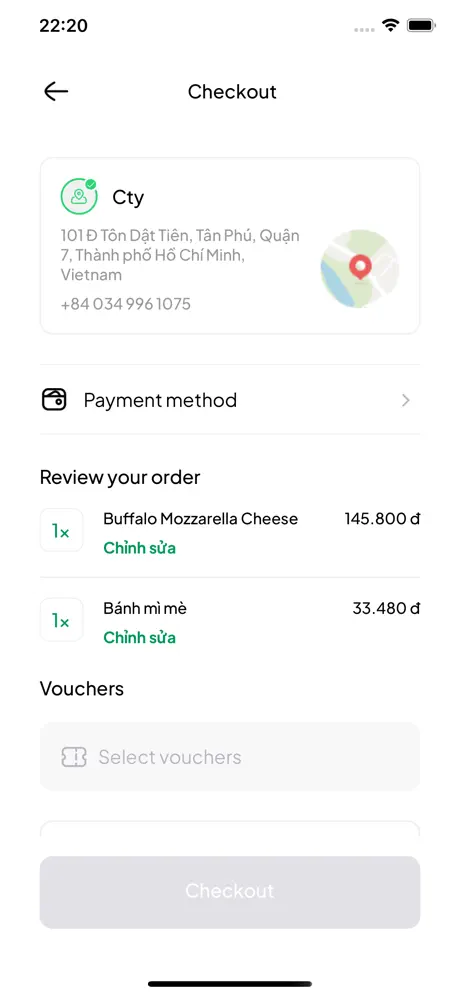 22:20
Checkout
Cty
101 Đ Tôn Dật Tiên, Tân Phú, Quận
7, Thành phố Hồ Chí Minh,
Vietnam
+84 034 996 1075
Payment method
Review your order
1× Buffalo Mozzarella Cheese 145.800 đ
Chỉnh sửa
1× Bánh mì mè 33.480 đ
Chỉnh sửa
Vouchers
Select vouchers
Checkout